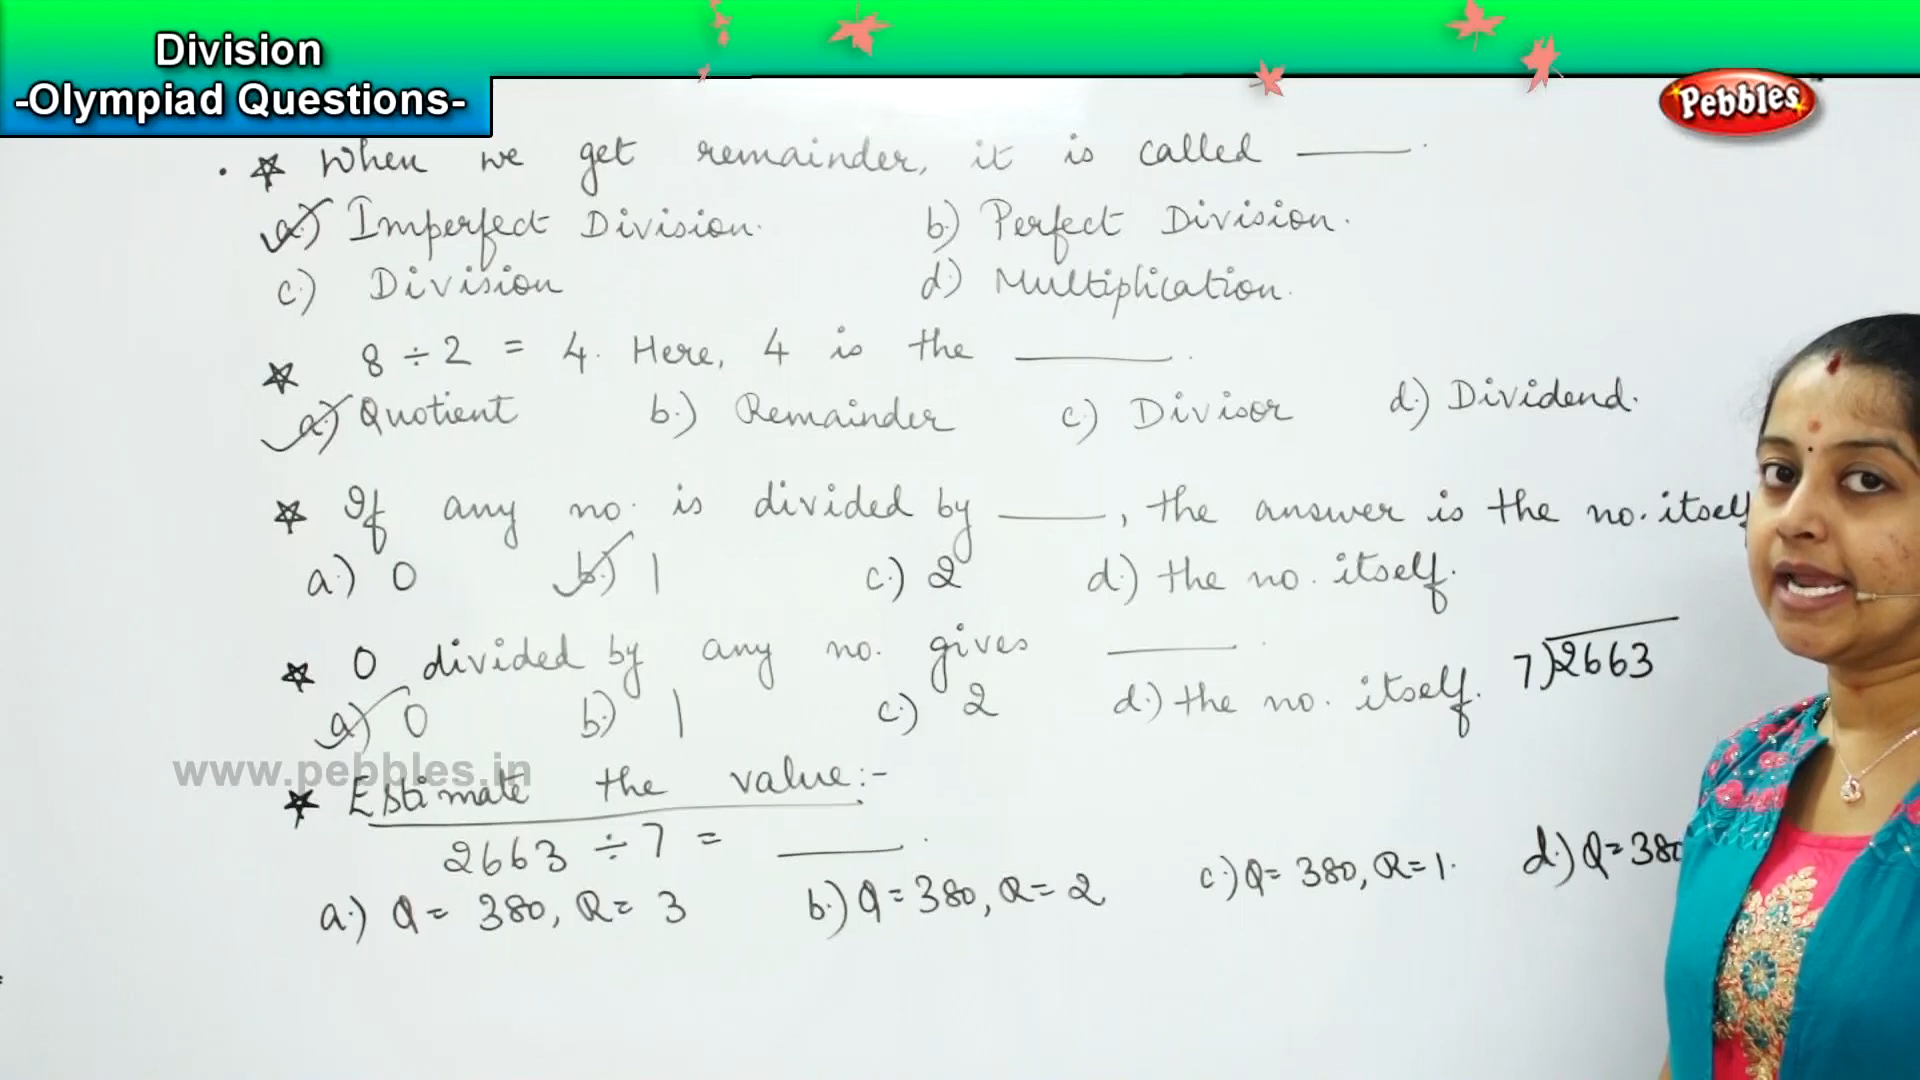 Division
-Olympiad Questions-
Pebbles
When we get remainder, it is called ____.
a.) Imperfect Division.
b.) Perfect Division.
c.) Division
d.) Multiplication.
8 ÷ 2 = 4. Here, 4 is the ____.
a.) Quotient b.) Remainder c.) Divisor d.) Dividend.
If any no. is divided by ____, the answer is the no. itself
a.) 0 b.) 1 c.) 2 d.) the no. itself.
0 divided by any no. gives ____.
a.) 0 b.) 1 c.) 2 d.) the no. itself.
7)2663
www.pebbles.in
Estimate the value:-
2663 ÷ 7 = ____.
a.) Q = 380, R = 3 b.) Q = 380, R = 2 c.) Q = 380, R = 1. d.) Q = 380